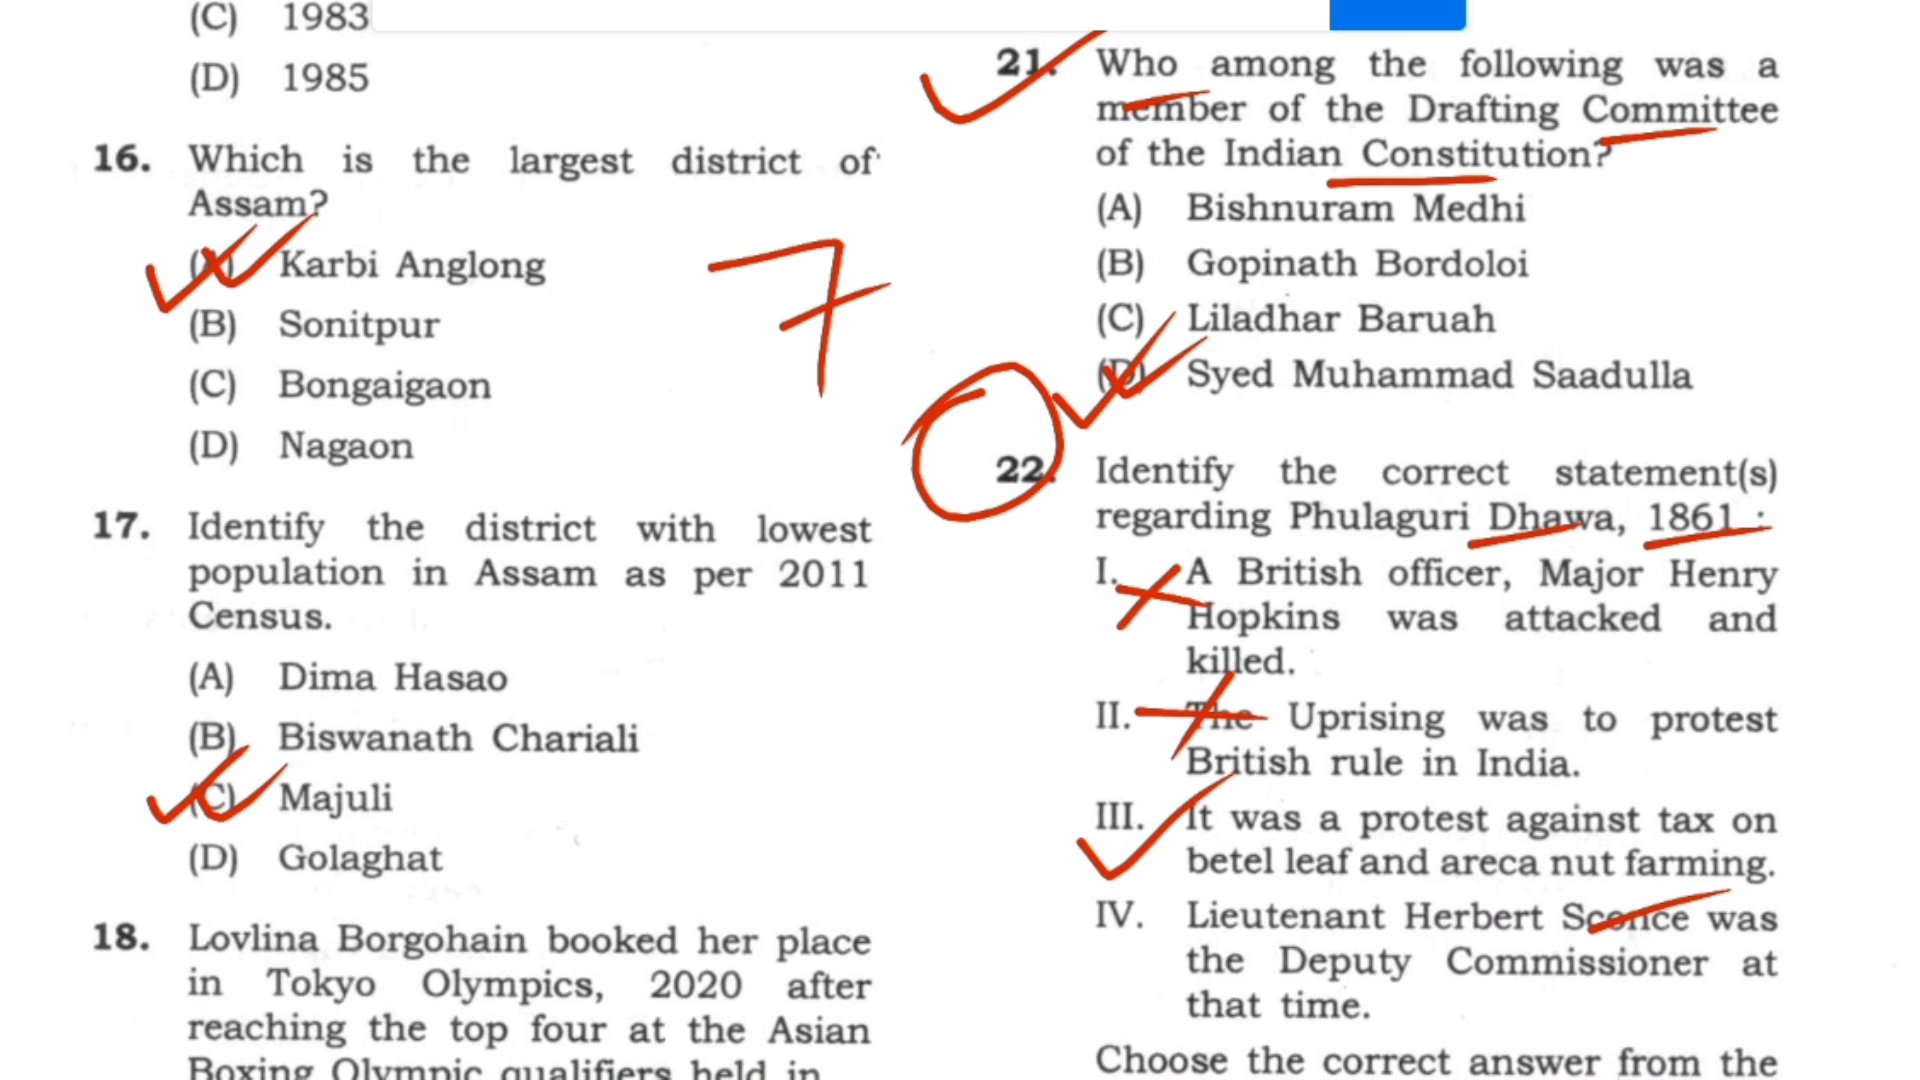 (C) 1983
(D) 1985
16. Which is the largest district of
Assam?
(A) Karbi Anglong
(B) Sonitpur
(C) Bongaigaon
(D) Nagaon
17. Identify the district with lowest
population in Assam as per 2011
Census.
(A) Dima Hasao
(B) Biswanath Chariali
(C) Majuli
(D) Golaghat
18. Lovlina Borgohain booked her place
in Tokyo Olympics, 2020 after
reaching the top four at the Asian
Boxing Olympic qualifiers held in
7
21. Who among the following was a
member of the Drafting Committee
of the Indian Constitution?
(A) Bishnuram Medhi
(B) Gopinath Bordoloi
(C) Liladhar Baruah
(D) Syed Muhammad Saadulla
22. Identify the correct statement(s)
regarding Phulaguri Dhawa, 1861 :
I. A British officer, Major Henry
Hopkins was attacked and
killed.
II. The Uprising was to protest
British rule in India.
III. It was a protest against tax on
betel leaf and areca nut farming.
IV. Lieutenant Herbert Sconce was
the Deputy Commissioner at
that time.
Choose the correct answer from the